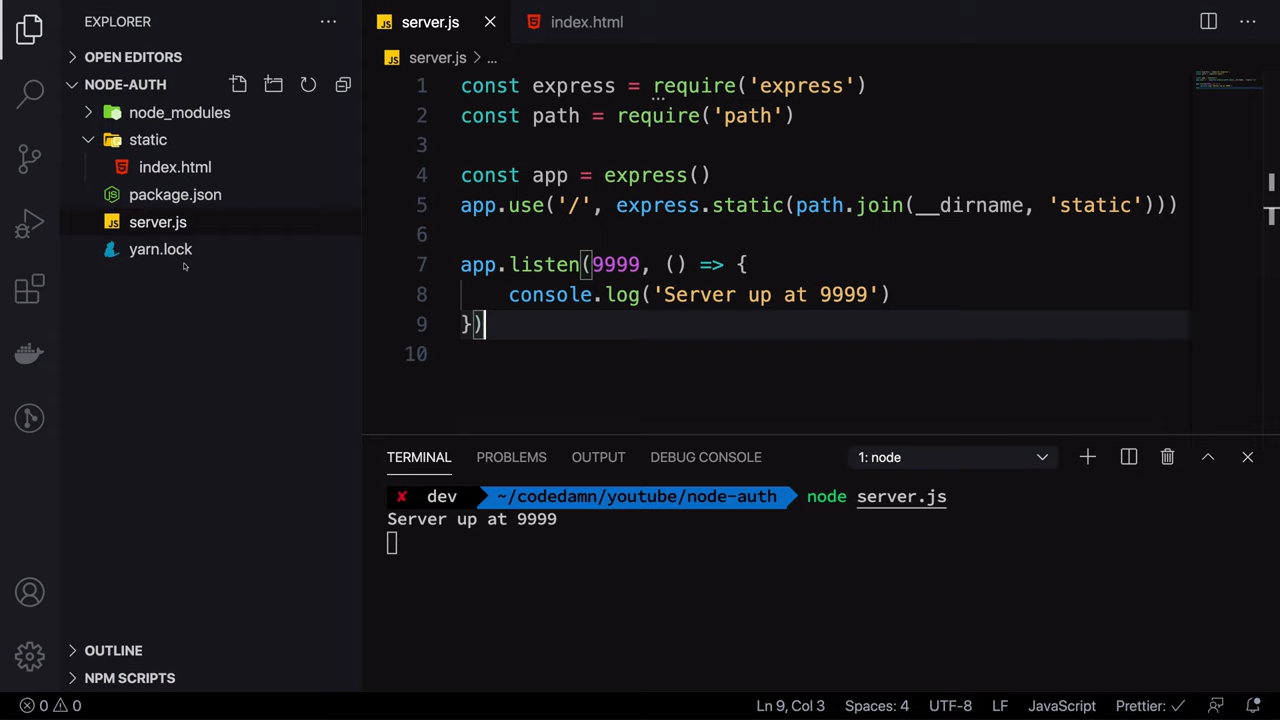 EXPLORER
OPEN EDITORS
NODE-AUTH
node_modules
static
index.html
package.json
server.js
yarn.lock
OUTLINE
NPM SCRIPTS
JS server.js
index.html
JS server.js > ...
1 const express = require('express')
2 const path = require('path')
3
4 const app = express()
5 app.use('/', express.static(path.join(__dirname, 'static')))
6
7 app.listen(9999, () => {
8 console.log('Server up at 9999')
9 })
10
TERMINAL PROBLEMS OUTPUT DEBUG CONSOLE 1: node
✘ dev ~/codedamn/youtube/node-auth node server.js
Server up at 9999
0 0 Ln 9, Col 3 Spaces: 4 UTF-8 LF JavaScript Prettier: ✓